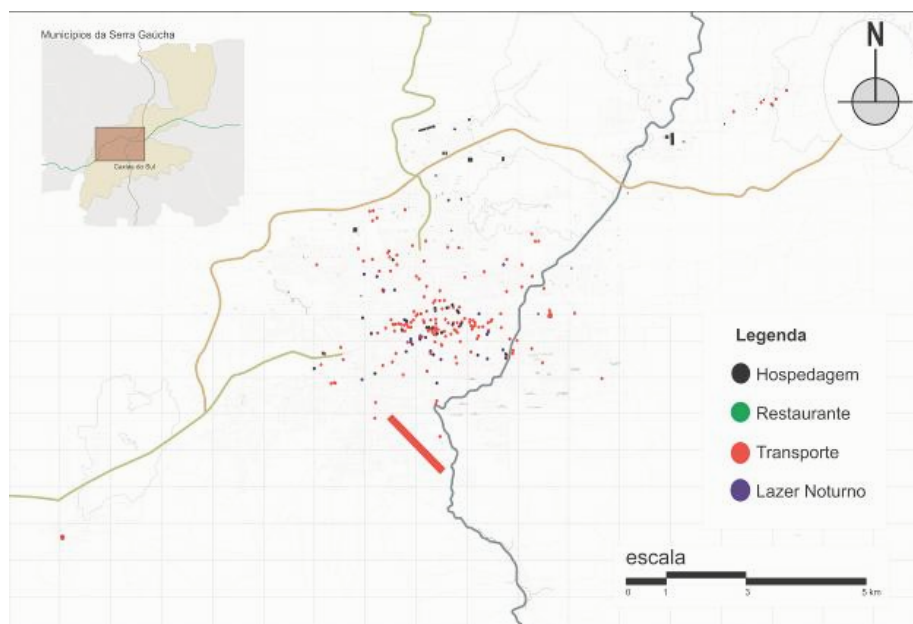 Municípios da Serra Gaúcha
Caxias do Sul
N
Legenda
Hospedagem
Restaurante
Transporte
Lazer Noturno
escala
0 1 3 5 km